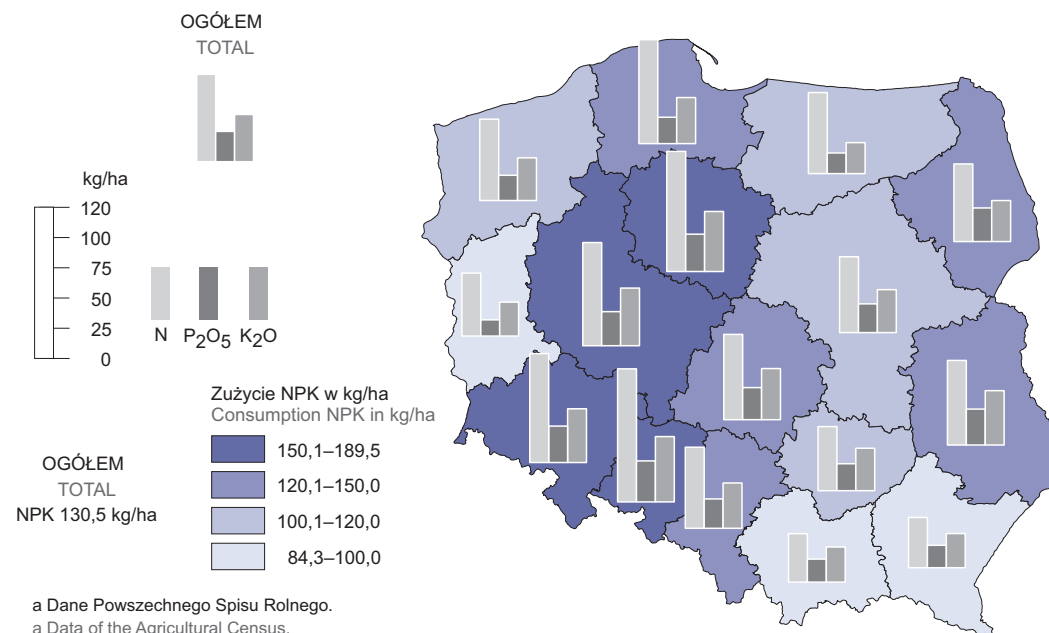 OGÓŁEM
TOTAL
kg/ha
120
100
75
50
25
0
N P2O5 K2O
Zużycie NPK w kg/ha
Consumption NPK in kg/ha
150,1–189,5
120,1–150,0
100,1–120,0
84,3–100,0
OGÓŁEM
TOTAL
NPK 130,5 kg/ha
a Dane Powszechnego Spisu Rolnego.
a Data of the Agricultural Census.